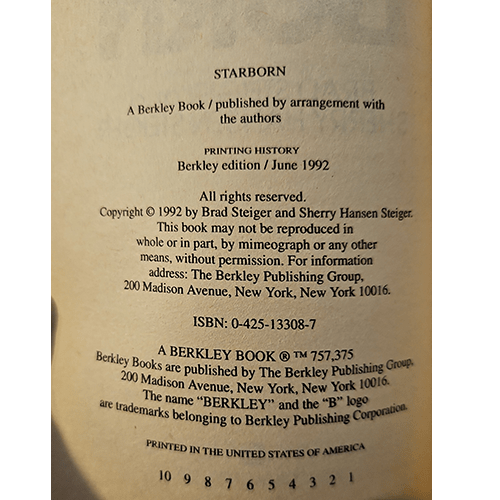 STARBORN
A Berkley Book / published by arrangement with
the authors
PRINTING HISTORY
Berkley edition / June 1992
All rights reserved.
Copyright © 1992 by Brad Steiger and Sherry Hansen Steiger.
This book may not be reproduced in
whole or in part, by mimeograph or any other
means, without permission. For information
address: The Berkley Publishing Group,
200 Madison Avenue, New York, New York 10016.
ISBN: 0-425-13308-7
A BERKLEY BOOK ® ™ 757,375
Berkley Books are published by The Berkley Publishing Group,
200 Madison Avenue, New York, New York 10016.
The name “BERKLEY” and the “B” logo
are trademarks belonging to Berkley Publishing Corporation.
PRINTED IN THE UNITED STATES OF AMERICA
10 9 8 7 6 5 4 3 2 1